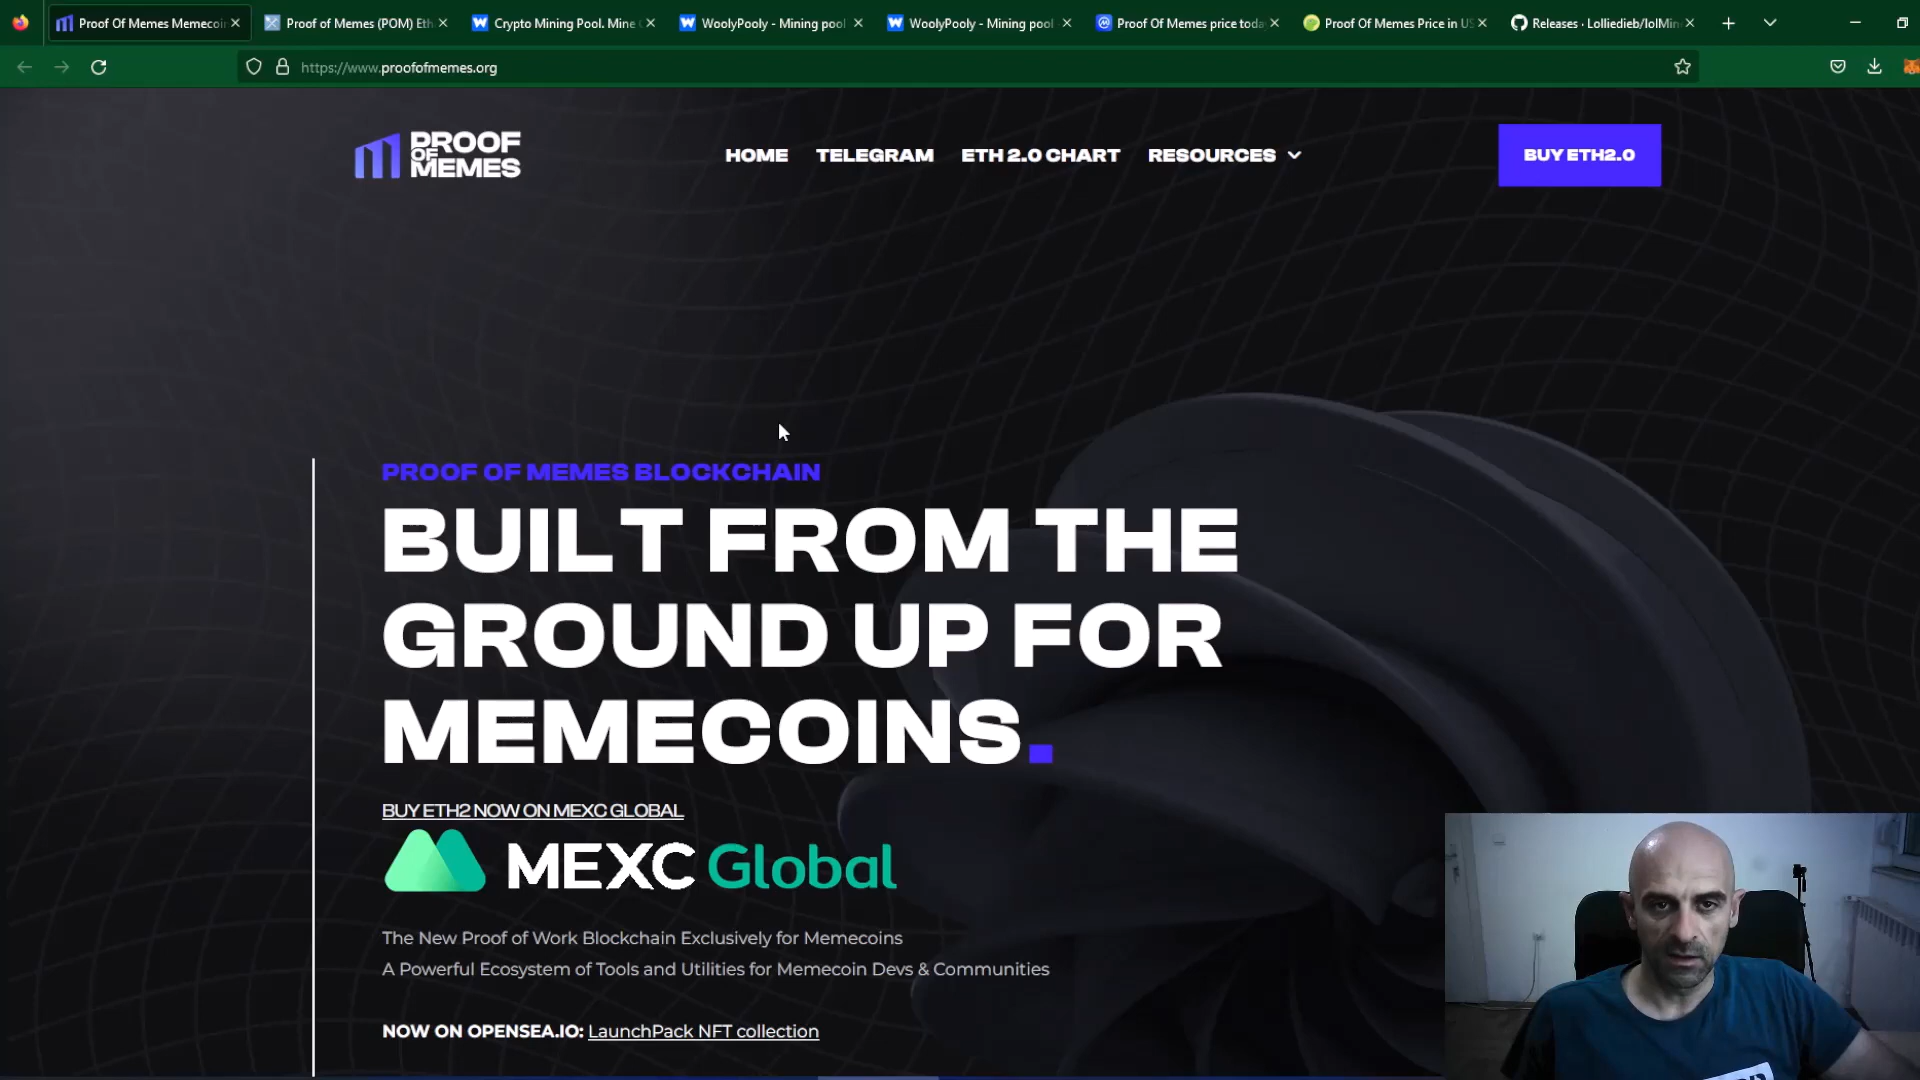 Proof Of Memes Memecoin
Proof of Memes (POM) Eth
Crypto Mining Pool. Mine
WoolyPooly - Mining pool
WoolyPooly - Mining pool
Proof Of Memes price toda
Proof Of Memes Price in US
Releases · Lolliedieb/lolMin
https://www.proofofmemes.org
PROOF
OF
MEMES
HOME
TELEGRAM
ETH 2.0 CHART
RESOURCES
BUY ETH2.0
PROOF OF MEMES BLOCKCHAIN
BUILT FROM THE
GROUND UP FOR
MEMECOINS.
BUY ETH2 NOW ON MEXC GLOBAL
MEXC Global
The New Proof of Work Blockchain Exclusively for Memecoins
A Powerful Ecosystem of Tools and Utilities for Memecoin Devs & Communities
NOW ON OPENSEA.IO: LaunchPack NFT collection